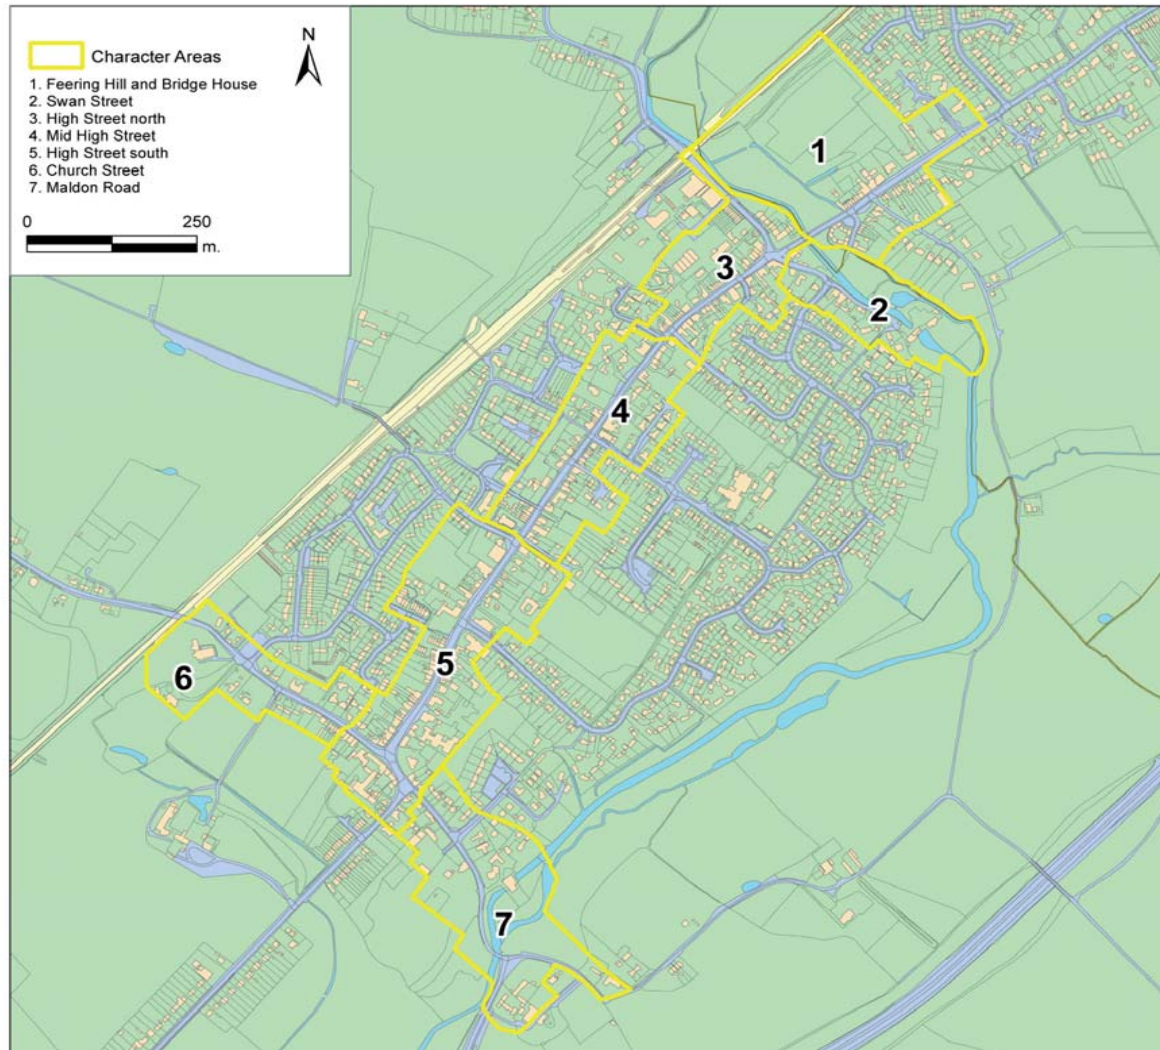 Character Areas
N
1. Feering Hill and Bridge House
2. Swan Street
3. High Street north
4. Mid High Street
5. High Street south
6. Church Street
7. Maldon Road
0 250
m.
1
2
3
4
5
6
7